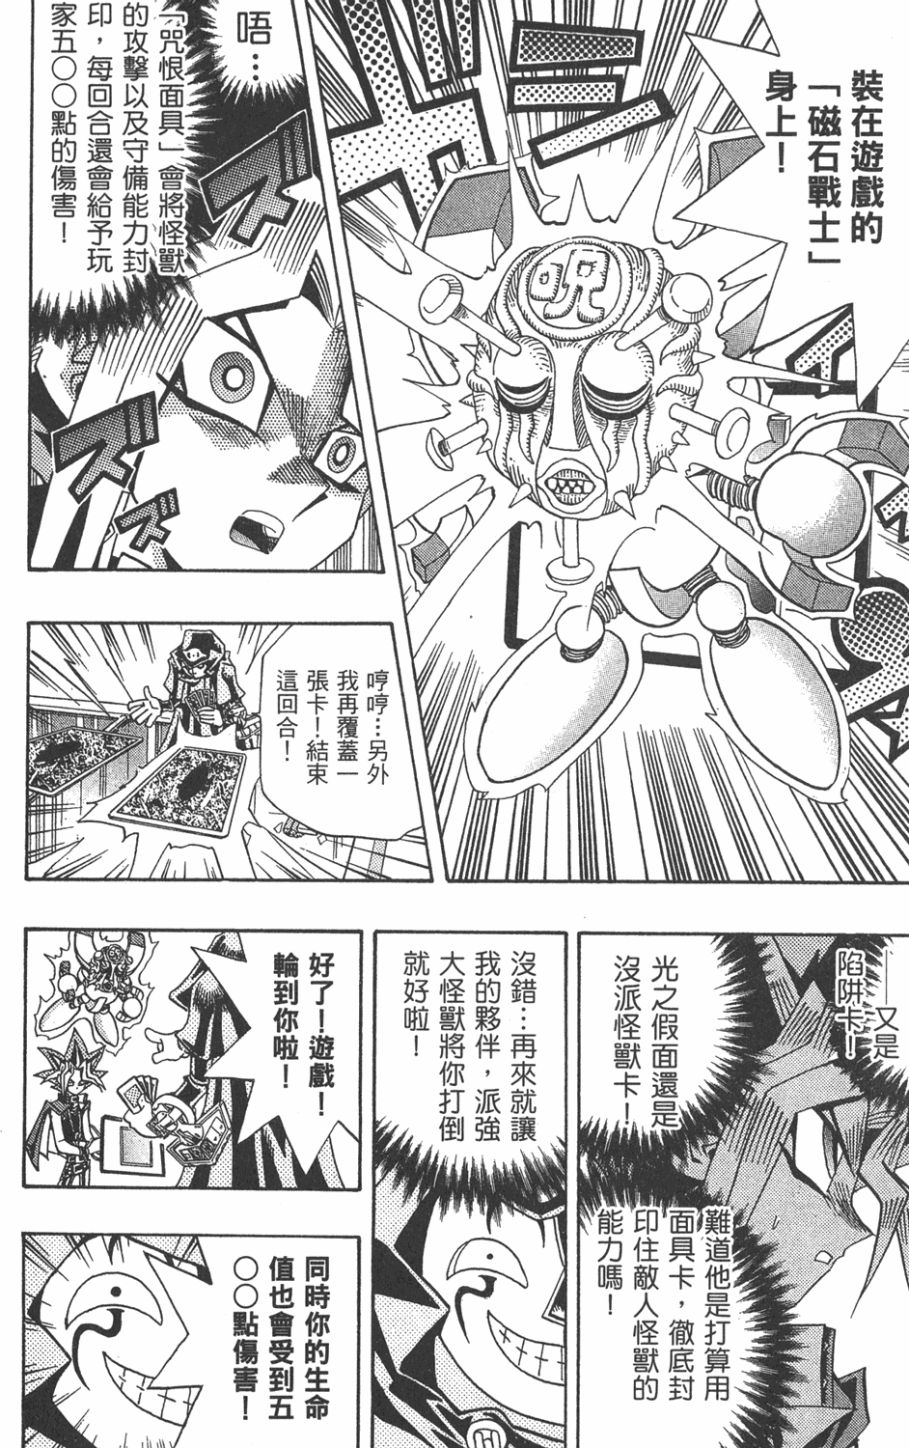 裝在遊戲的
「磁石戰士」
身上！
呪
唔…
「咒恨面具」會將怪獸
的攻擊以及守備能力封
印，每回合還會給予玩
家五〇〇點的傷害！
ズ
ズ
ズ
哼哼…另外
我再覆蓋一
張卡！結束
這回合！
——又是
陷阱卡！
光之假面還是
沒派怪獸卡！
難道他是打算用
面具卡，徹底封
印住敵人怪獸的
能力嗎！
沒錯…再來就讓
我的夥伴，派強
大怪獸將你打倒
就好啦！
好了！遊戲！
輪到你啦！
同時你的生命
值也會受到五
〇〇點傷害！